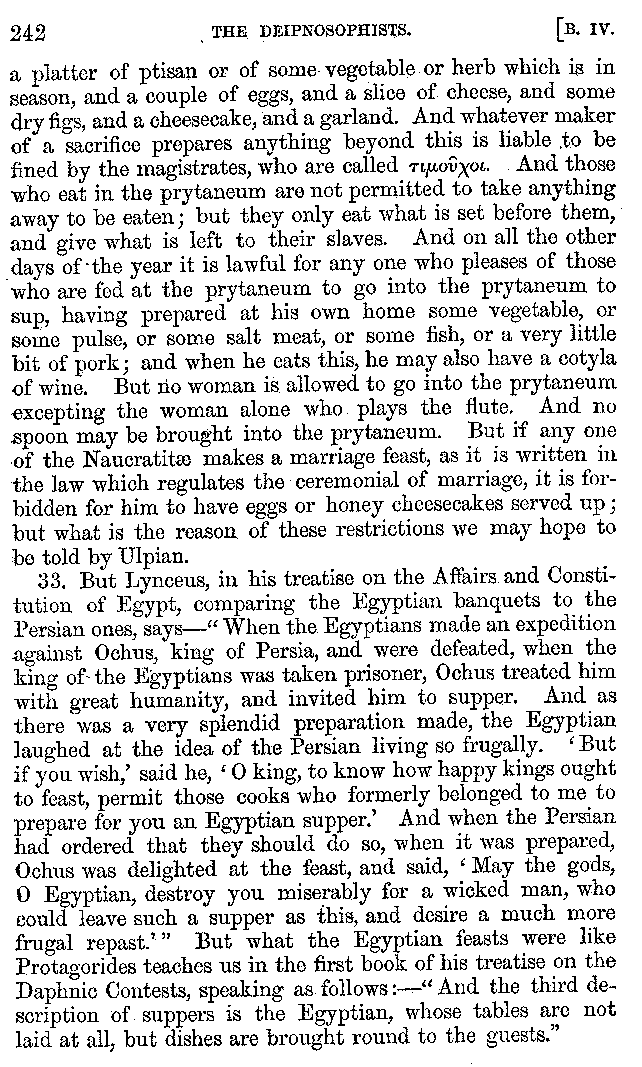 242 THE DEIPNOSOPHISTS. [B. IV.
a platter of ptisan or of some vegetable or herb which is in
season, and a couple of eggs, and a slice of cheese, and some
dry figs, and a cheesecake, and a garland. And whatever maker
of a sacrifice prepares anything beyond this is liable to be
fined by the magistrates, who are called τιμοῦχοι. And those
who eat in the prytaneum are not permitted to take anything
away to be eaten; but they only eat what is set before them,
and give what is left to their slaves. And on all the other
days of the year it is lawful for any one who pleases of those
who are fed at the prytaneum to go into the prytaneum to
sup, having prepared at his own home some vegetable, or
some pulse, or some salt meat, or some fish, or a very little
bit of pork; and when he eats this, he may also have a cotyla
of wine. But no woman is allowed to go into the prytaneum
excepting the woman alone who plays the flute. And no
spoon may be brought into the prytaneum. But if any one
of the Naucratitæ makes a marriage feast, as it is written in
the law which regulates the ceremonial of marriage, it is for-
bidden for him to have eggs or honey cheesecakes served up;
but what is the reason of these restrictions we may hope to
be told by Ulpian.
33. But Lynceus, in his treatise on the Affairs and Consti-
tution of Egypt, comparing the Egyptian banquets to the
Persian ones, says—“When the Egyptians made an expedition
against Ochus, king of Persia, and were defeated, when the
king of the Egyptians was taken prisoner, Ochus treated him
with great humanity, and invited him to supper. And as
there was a very splendid preparation made, the Egyptian
laughed at the idea of the Persian living so frugally. ‘But
if you wish,’ said he, ‘O king, to know how happy kings ought
to feast, permit those cooks who formerly belonged to me to
prepare for you an Egyptian supper.’ And when the Persian
had ordered that they should do so, when it was prepared,
Ochus was delighted at the feast, and said, ‘May the gods,
O Egyptian, destroy you miserably for a wicked man, who
could leave such a supper as this, and desire a much more
frugal repast.’” But what the Egyptian feasts were like
Protagorides teaches us in the first book of his treatise on the
Daphnic Contests, speaking as follows:—“And the third de-
scription of suppers is the Egyptian, whose tables are not
laid at all, but dishes are brought round to the guests.”